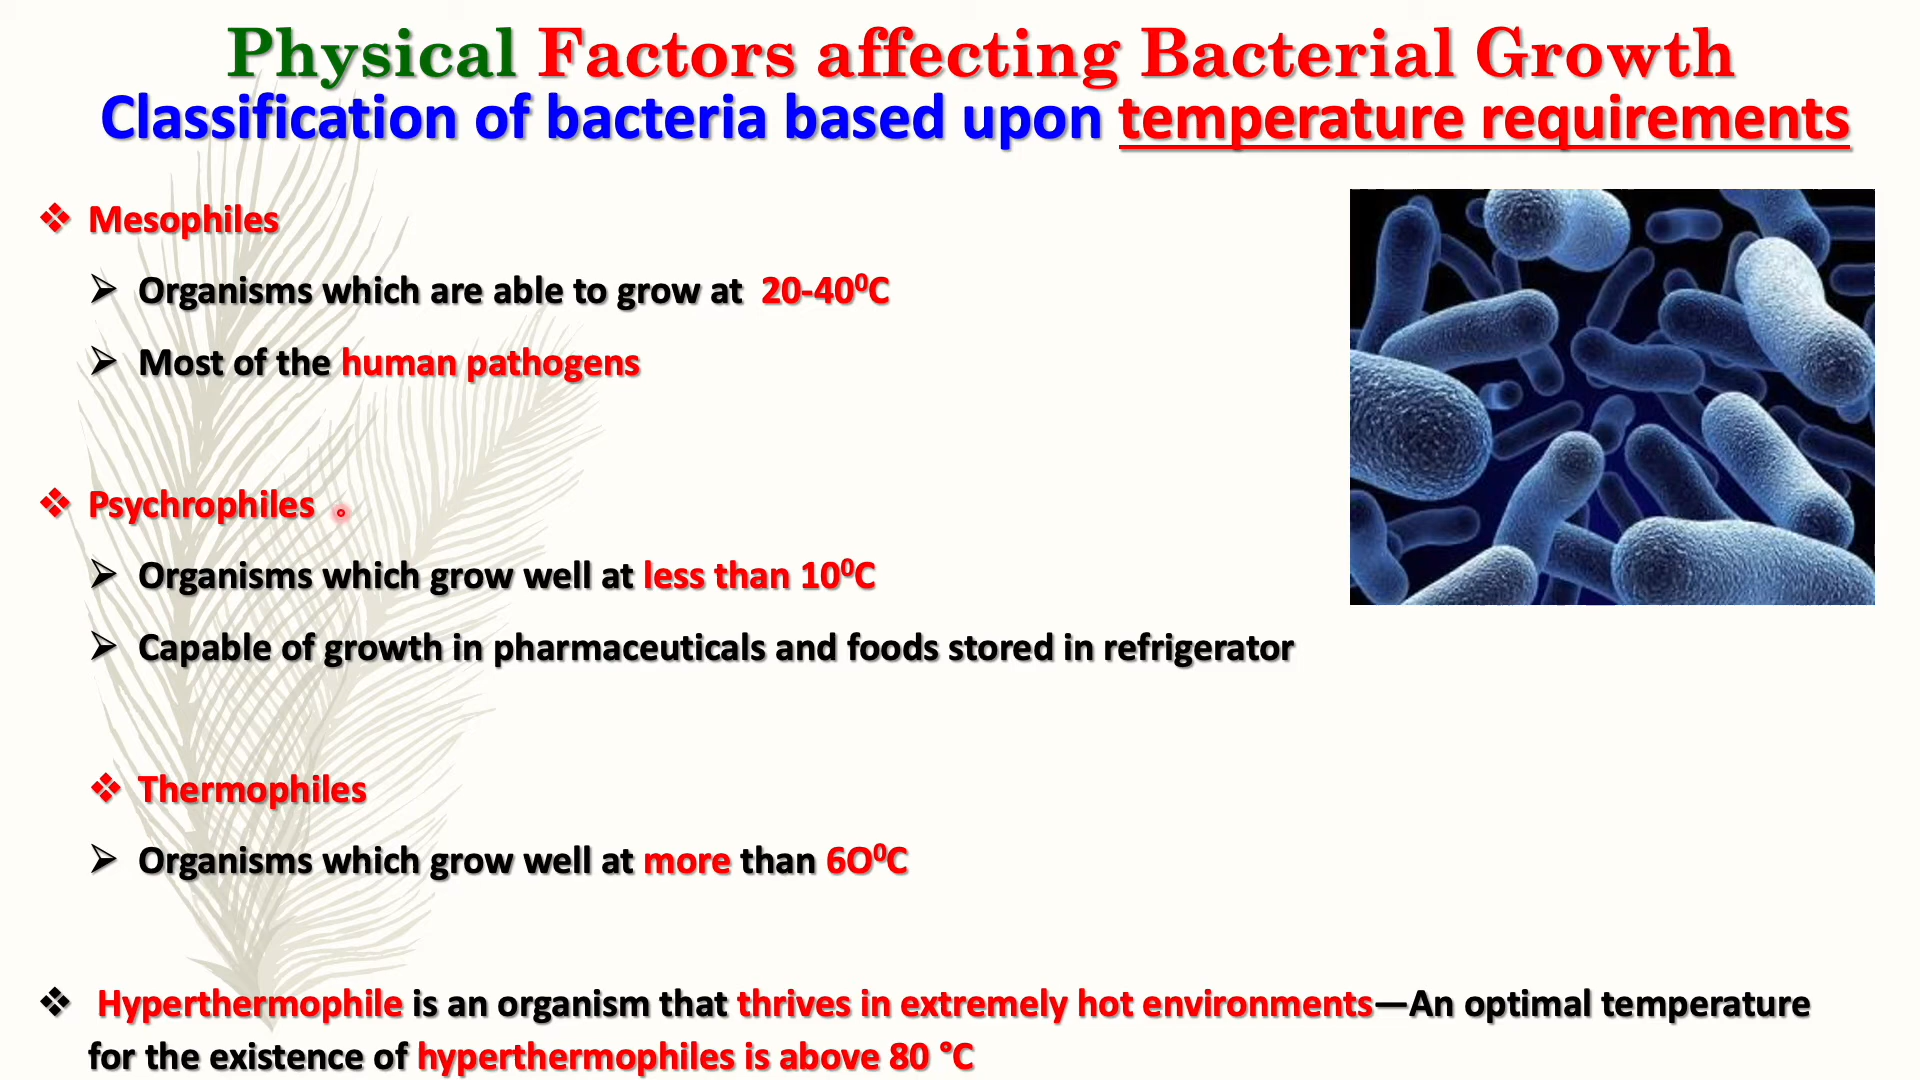 Physical Factors affecting Bacterial Growth
Classification of bacteria based upon temperature requirements
❖ Mesophiles
➢ Organisms which are able to grow at 20-40⁰C
➢ Most of the human pathogens
❖ Psychrophiles
➢ Organisms which grow well at less than 10⁰C
➢ Capable of growth in pharmaceuticals and foods stored in refrigerator
❖ Thermophiles
➢ Organisms which grow well at more than 6O⁰C
❖ Hyperthermophile is an organism that thrives in extremely hot environments—An optimal temperature
for the existence of hyperthermophiles is above 80 °C